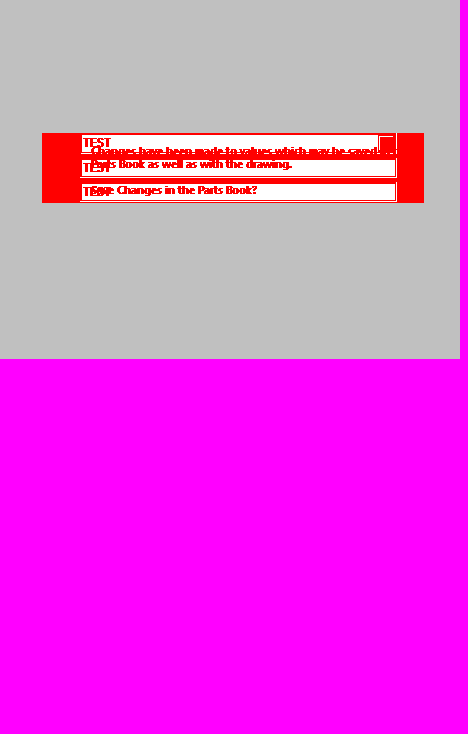 TEST
Changes have been made to values which may be saved
TEST
Parts Book as well as with the drawing.
TEST
Save Changes in the Parts Book?